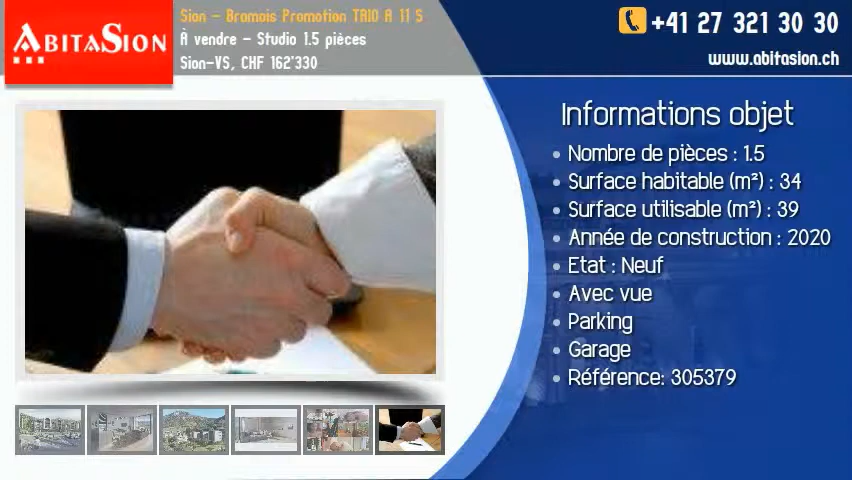 ABITASION
Sion - Bramois Promotion TRIO A 11 S
À vendre - Studio 1.5 pièces
Sion-VS, CHF 162'330
+41 27 321 30 30
www.abitasion.ch
Informations objet
Nombre de pièces : 1.5
Surface habitable (m²) : 34
Surface utilisable (m²) : 39
Année de construction : 2020
Etat : Neuf
Avec vue
Parking
Garage
Référence: 305379